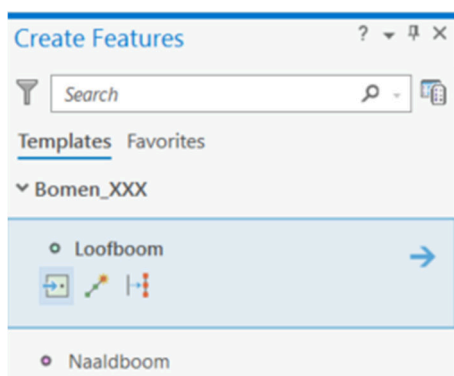 Create Features
Search
Templates Favorites
Bomen_XXX
Loofboom
Naaldboom